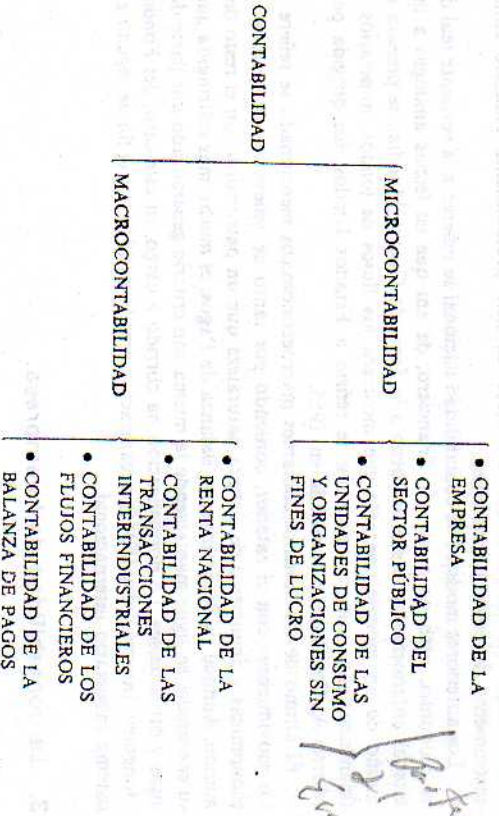 CONTABILIDAD
MICROCONTABILIDAD
• CONTABILIDAD DE LA
EMPRESA
• CONTABILIDAD DEL
SECTOR PÚBLICO
• CONTABILIDAD DE LAS
UNIDADES DE CONSUMO
Y ORGANIZACIONES SIN
FINES DE LUCRO
MACROCONTABILIDAD
• CONTABILIDAD DE LA
RENTA NACIONAL
• CONTABILIDAD DE LAS
TRANSACCIONES
INTERINDUSTRIALES
• CONTABILIDAD DE LOS
FLUJOS FINANCIEROS
• CONTABILIDAD DE LA
BALANZA DE PAGOS